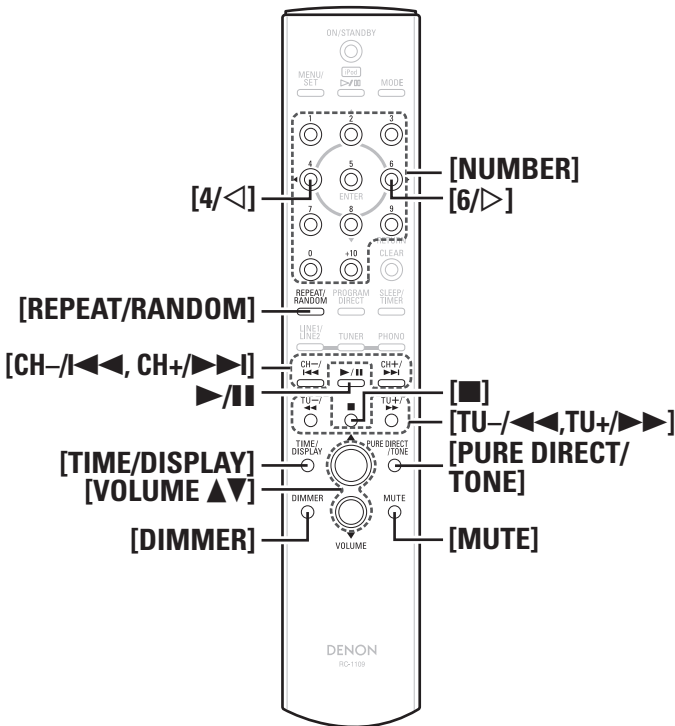 ON/STANDBY
MENU/
SET
iPod
▷/II
MODE
1 2 3
4 5 6
ENTER
7 8 9
RETURN
0 +10 CLEAR
REPEAT/
RANDOM
PROGRAM
DIRECT
SLEEP/
TIMER
LINE1/
LINE2
TUNER
PHONO
CH−/
I◀◀
▶/II
CH+/
▶▶I
TU−/
◀◀
■
TU+/
▶▶
TIME/
DISPLAY
PURE DIRECT
/TONE
DIMMER
MUTE
VOLUME
DENON
RC-1109
[4/◁]
[REPEAT/RANDOM]
[CH–/I◀◀, CH+/▶▶I]
▶/II
[TIME/DISPLAY]
[VOLUME ▲▼]
[DIMMER]
[NUMBER]
[6/▷]
[■]
[TU–/◀◀,TU+/▶▶]
[PURE DIRECT/
TONE]
[MUTE]